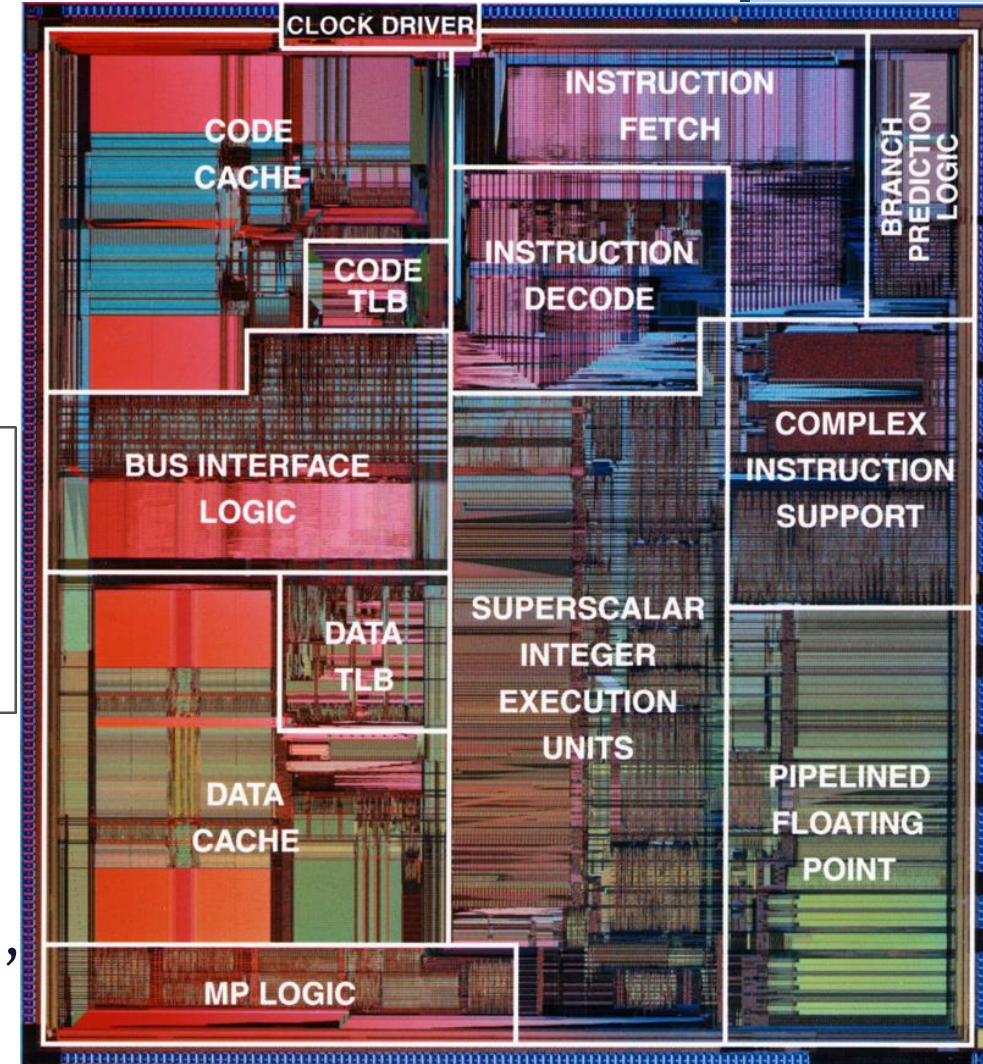 CLOCK DRIVER
CODE
CACHE
INSTRUCTION
FETCH
BRANCH
PREDICTION
LOGIC
CODE
TLB
INSTRUCTION
DECODE
COMPLEX
INSTRUCTION
SUPPORT
BUS INTERFACE
LOGIC
DATA
TLB
SUPERSCALAR
INTEGER
EXECUTION
UNITS
DATA
CACHE
PIPELINED
FLOATING
POINT
,
MP LOGIC